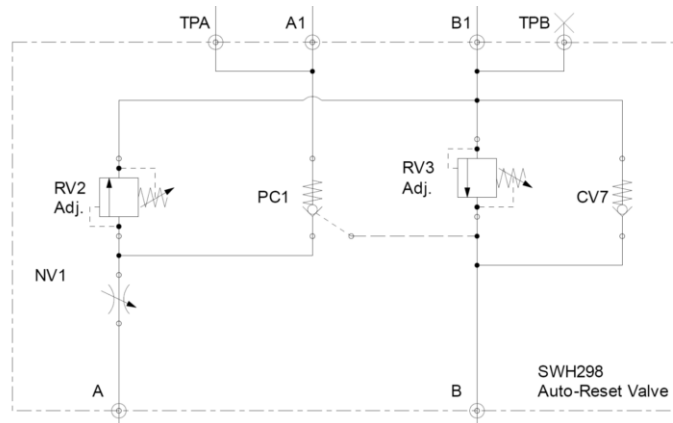 TPA
A1
B1
TPB
RV2
Adj.
PC1
RV3
Adj.
CV7
NV1
A
B
SWH298
Auto-Reset Valve